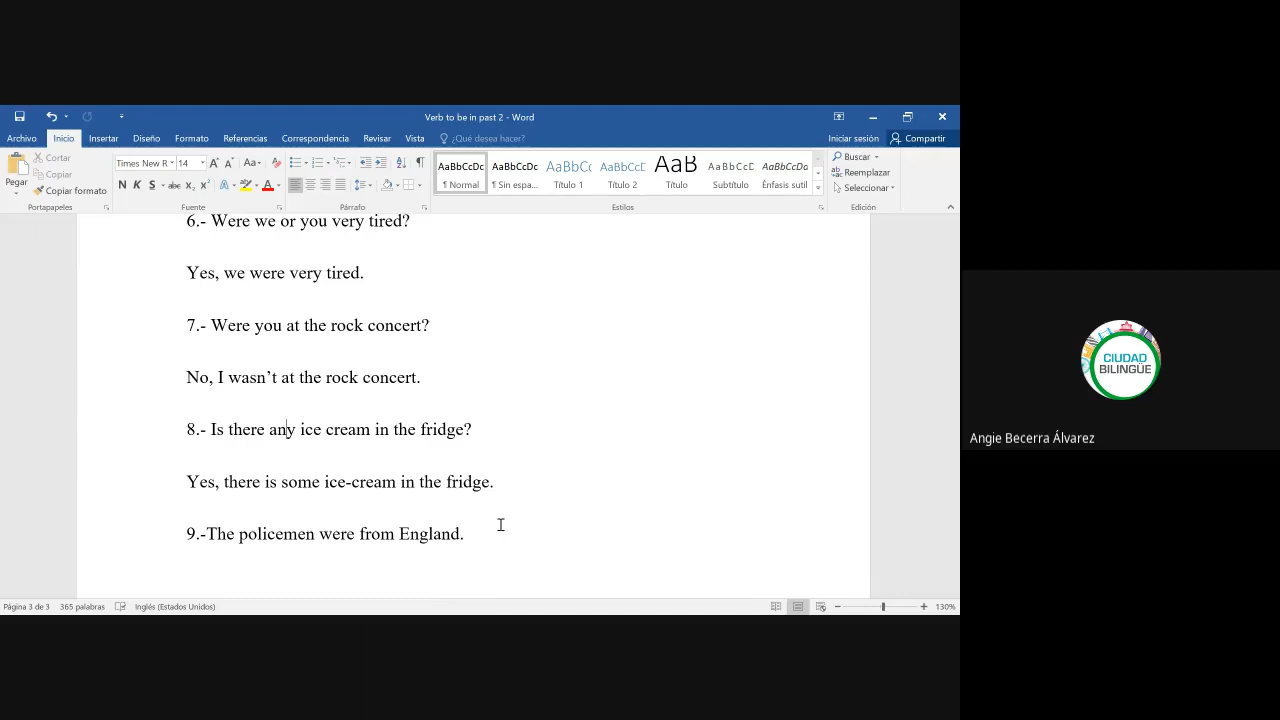 Verb to be in past 2 - Word
Archivo Inicio Insertar Diseño Formato Referencias Correspondencia Revisar Vista ¿Qué desea hacer? Iniciar sesión Compartir
Pegar
Cortar
Copiar
Copiar formato
Portapapeles
Times New R 14
N K S abc x₂ x²
Fuente
Párrafo
AaBbCcDc AaBbCcDc AaBbC( AaBbCcE AaB AaBbCcD AaBbCcDa
¶ Normal ¶ Sin espa... Título 1 Título 2 Título Subtítulo Énfasis sutil
Estilos
Buscar
Reemplazar
Seleccionar
Edición
6.- Were we or you very tired?
Yes, we were very tired.
7.- Were you at the rock concert?
No, I wasn’t at the rock concert.
8.- Is there any ice cream in the fridge?
Yes, there is some ice-cream in the fridge.
9.-The policemen were from England.
Página 3 de 3 365 palabras Inglés (Estados Unidos) 130%
CIUDAD
BILINGÜE
Angie Becerra Álvarez